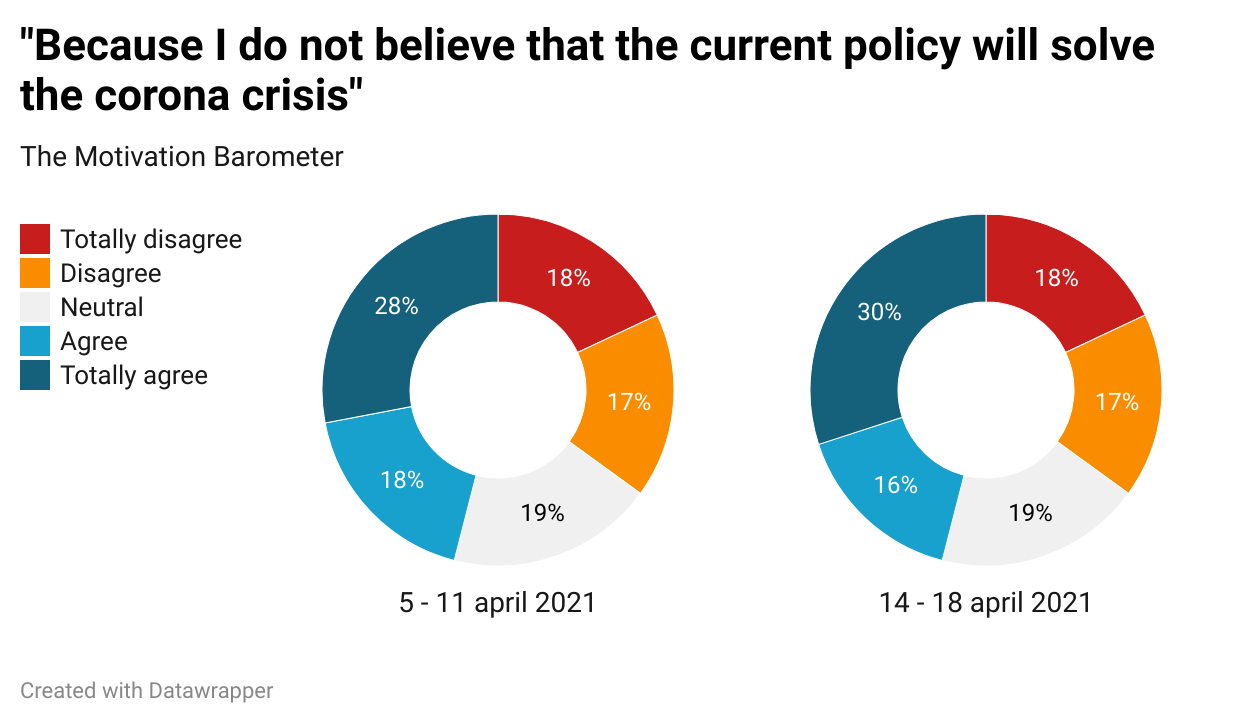 "Because I do not believe that the current policy will solve
the corona crisis"
The Motivation Barometer
Totally disagree
Disagree
Neutral
Agree
Totally agree
18%
17%
19%
18%
28%
5 - 11 april 2021
18%
17%
19%
16%
30%
14 - 18 april 2021
Created with Datawrapper